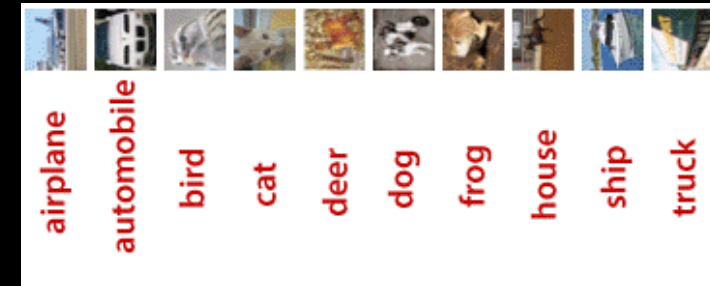 airplane
automobile
bird
cat
deer
dog
frog
house
ship
truck